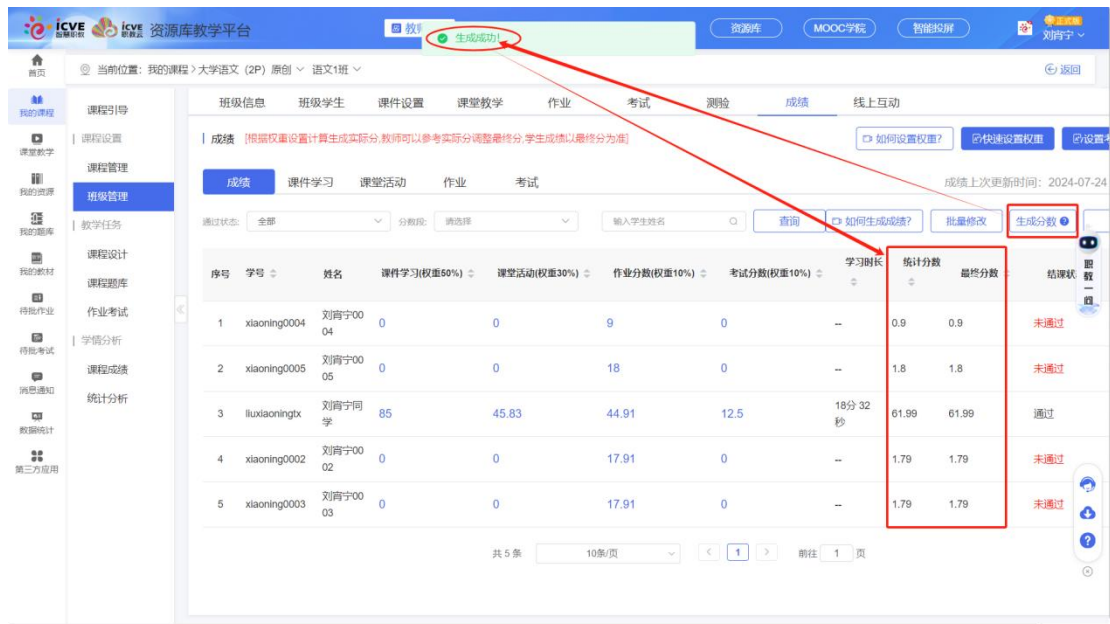 icve 智慧职教 icve 职教云 资源库教学平台 教师 生成成功! 资源库 MOOC学院 智能投屏 正式版 刘肖宁
首页 当前位置：我的课程 > 大学语文（2P）原创 语文1班 返回
我的课程 课程引导 班级信息 班级学生 课件设置 课堂教学 作业 考试 测验 成绩 线上互动
课堂教学 课程设置 成绩 [根据权重设置计算生成实际分,教师可以参考实际分调整最终分,学生成绩以最终分为准] 如何设置权重? 快速设置权重 设置考
我的资源 课程管理
班级管理 成绩 课件学习 课堂活动 作业 考试 成绩上次更新时间：2024-07-24
我的题库 教学任务 通过状态: 全部 分数段: 请选择 输入学生姓名 查询 如何生成成绩? 批量修改 生成分数
我的教材 课程设计 序号 学号 姓名 课件学习(权重60%) 课堂活动(权重30%) 作业分数(权重10%) 考试分数(权重10%) 学习时长 统计分数 最终分数 结课状
课程题库 职教一问
待批作业 作业考试 1 xiaoning0004 刘肖宁0004 0 0 9 0 -- 0.9 0.9 未通过
待批考试 学情分析
消息通知 课程成绩 2 xiaoning0005 刘肖宁0005 0 0 18 0 -- 1.8 1.8 未通过
数据统计 统计分析 3 liuxiaoningtx 刘肖宁同学 85 45.83 44.91 12.5 18分 32秒 61.99 61.99 通过
第三方应用 4 xiaoning0002 刘肖宁0002 0 0 17.91 0 -- 1.79 1.79 未通过
5 xiaoning0003 刘肖宁0003 0 0 17.91 0 -- 1.79 1.79 未通过
共 5 条 10条/页 1 前往 1 页